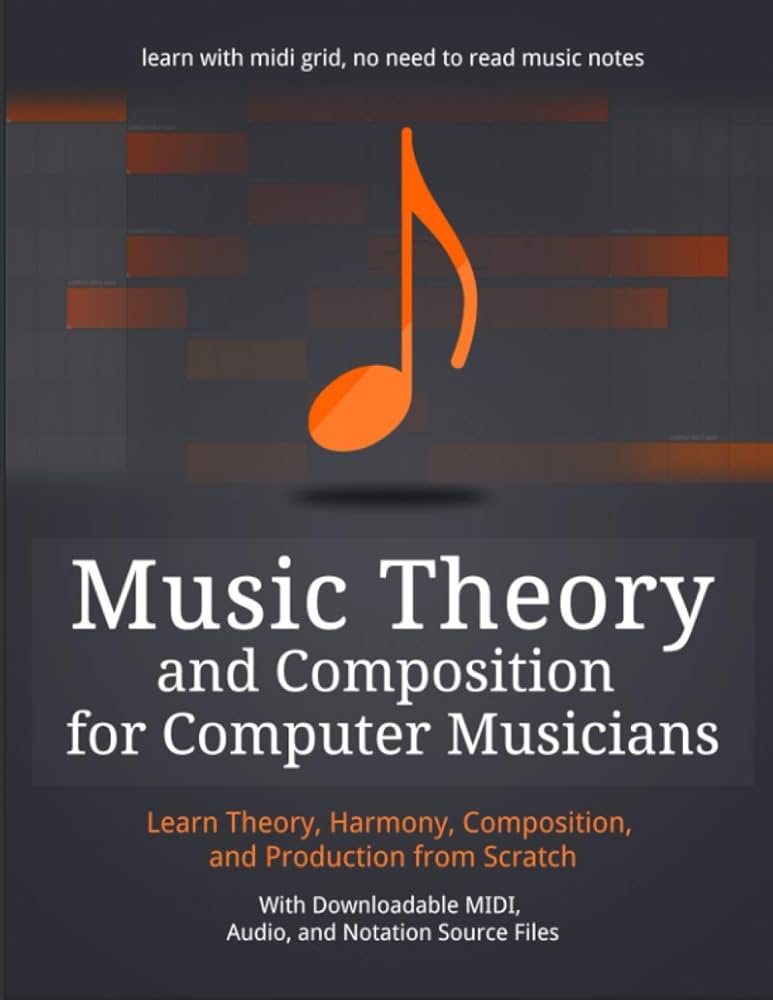 learn with midi grid, no need to read music notes
Music Theory
and Composition
for Computer Musicians
Learn Theory, Harmony, Composition,
and Production from Scratch
With Downloadable MIDI,
Audio, and Notation Source Files